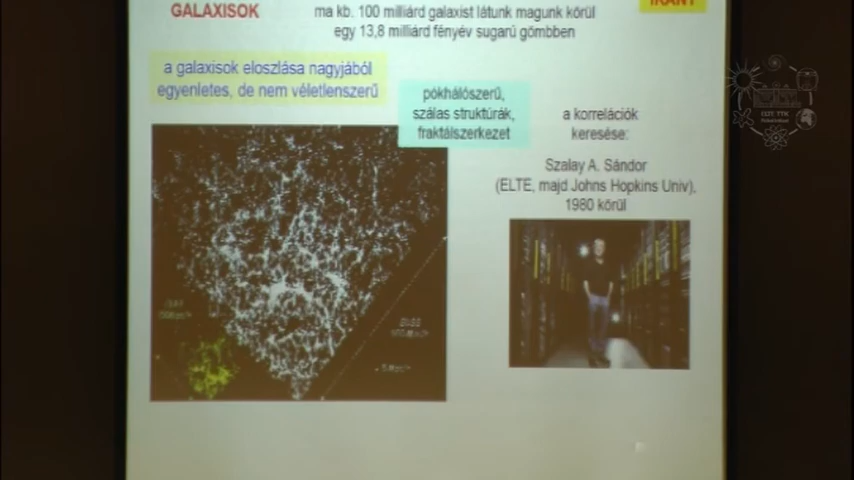 IRÁNY
GALAXISOK
ma kb. 100 milliárd galaxist látunk magunk körül
egy 13,8 milliárd fényév sugarú gömbben
a galaxisok eloszlása nagyjából
egyenletes, de nem véletlenszerű
pókhálószerű,
szálas struktúrák,
fraktálszerkezet
a korrelációk
keresése:
Szalay A. Sándor
(ELTE, majd Johns Hopkins Univ),
1980 körül